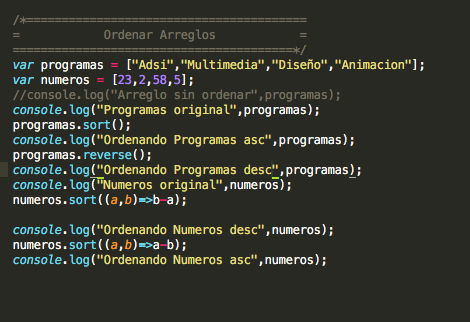 /*========================================
=            Ordenar Arreglos            =
========================================*/
var programas = ["Adsi","Multimedia","Diseño","Animacion"];
var numeros = [23,2,58,5];
//console.log("Arreglo sin ordenar",programas);
console.log("Programas original",programas);
programas.sort();
console.log("Ordenando Programas asc",programas);
programas.reverse();
console.log("Ordenando Programas desc",programas);
console.log("Numeros original",numeros);
numeros.sort((a,b)=>b-a);
console.log("Ordenando Numeros desc",numeros);
numeros.sort((a,b)=>a-b);
console.log("Ordenando Numeros asc",numeros);